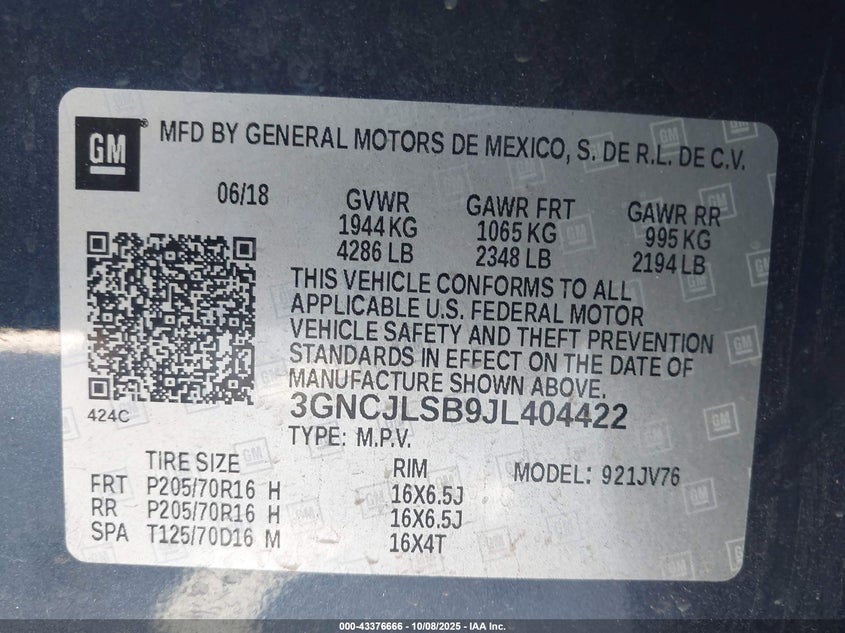 GM
MFD BY GENERAL MOTORS DE MEXICO, S. DE R.L. DE C.V.
06/18
GVWR
1944 KG
4286 LB
GAWR FRT
1065 KG
2348 LB
GAWR RR
995 KG
2194 LB
THIS VEHICLE CONFORMS TO ALL
APPLICABLE U.S. FEDERAL MOTOR
VEHICLE SAFETY AND THEFT PREVENTION
STANDARDS IN EFFECT ON THE DATE OF
MANUFACTURE SHOWN ABOVE.
424C
3GNCJLSB9JL404422
TYPE: M.P.V.
MODEL: 921JV76
TIRE SIZE RIM
FRT P205/70R16 H 16X6.5J
RR P205/70R16 H 16X6.5J
SPA T125/70D16 M 16X4T
000-43376666 - 10/08/2025 - IAA Inc.